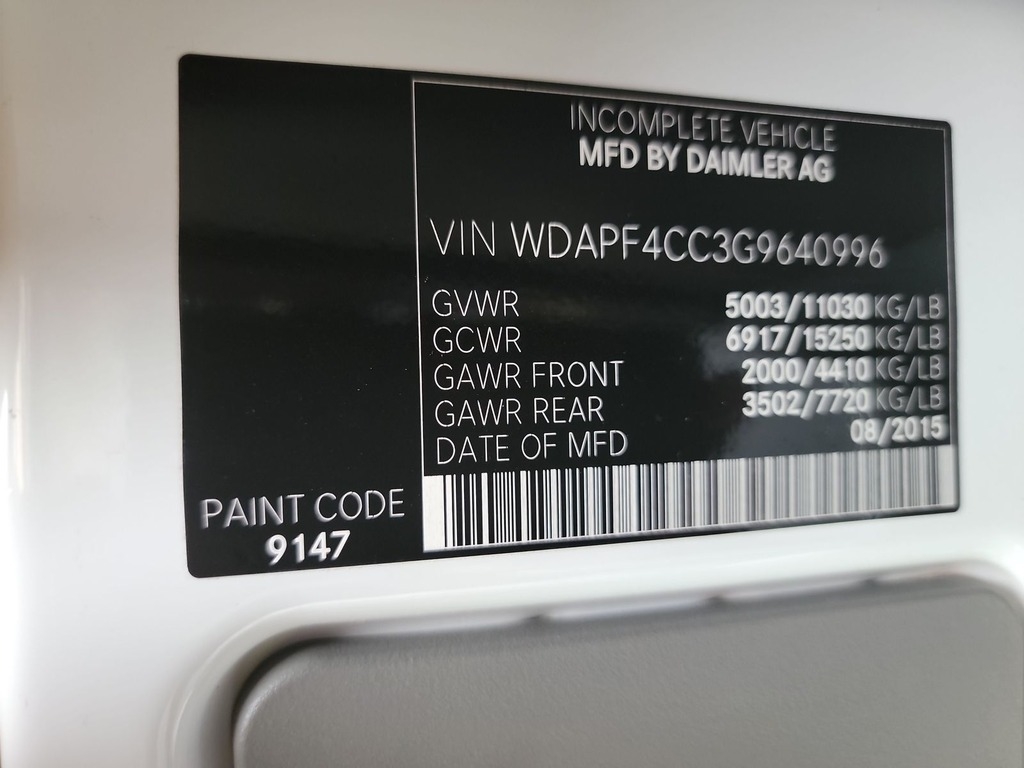 INCOMPLETE VEHICLE
MFD BY DAIMLER AG
VIN WDAPF4CC3G9640996
GVWR 5003/11030 KG/LB
GCWR 6917/15250 KG/LB
GAWR FRONT 2000/4410 KG/LB
GAWR REAR 3502/7720 KG/LB
DATE OF MFD 08/2015
PAINT CODE
9147